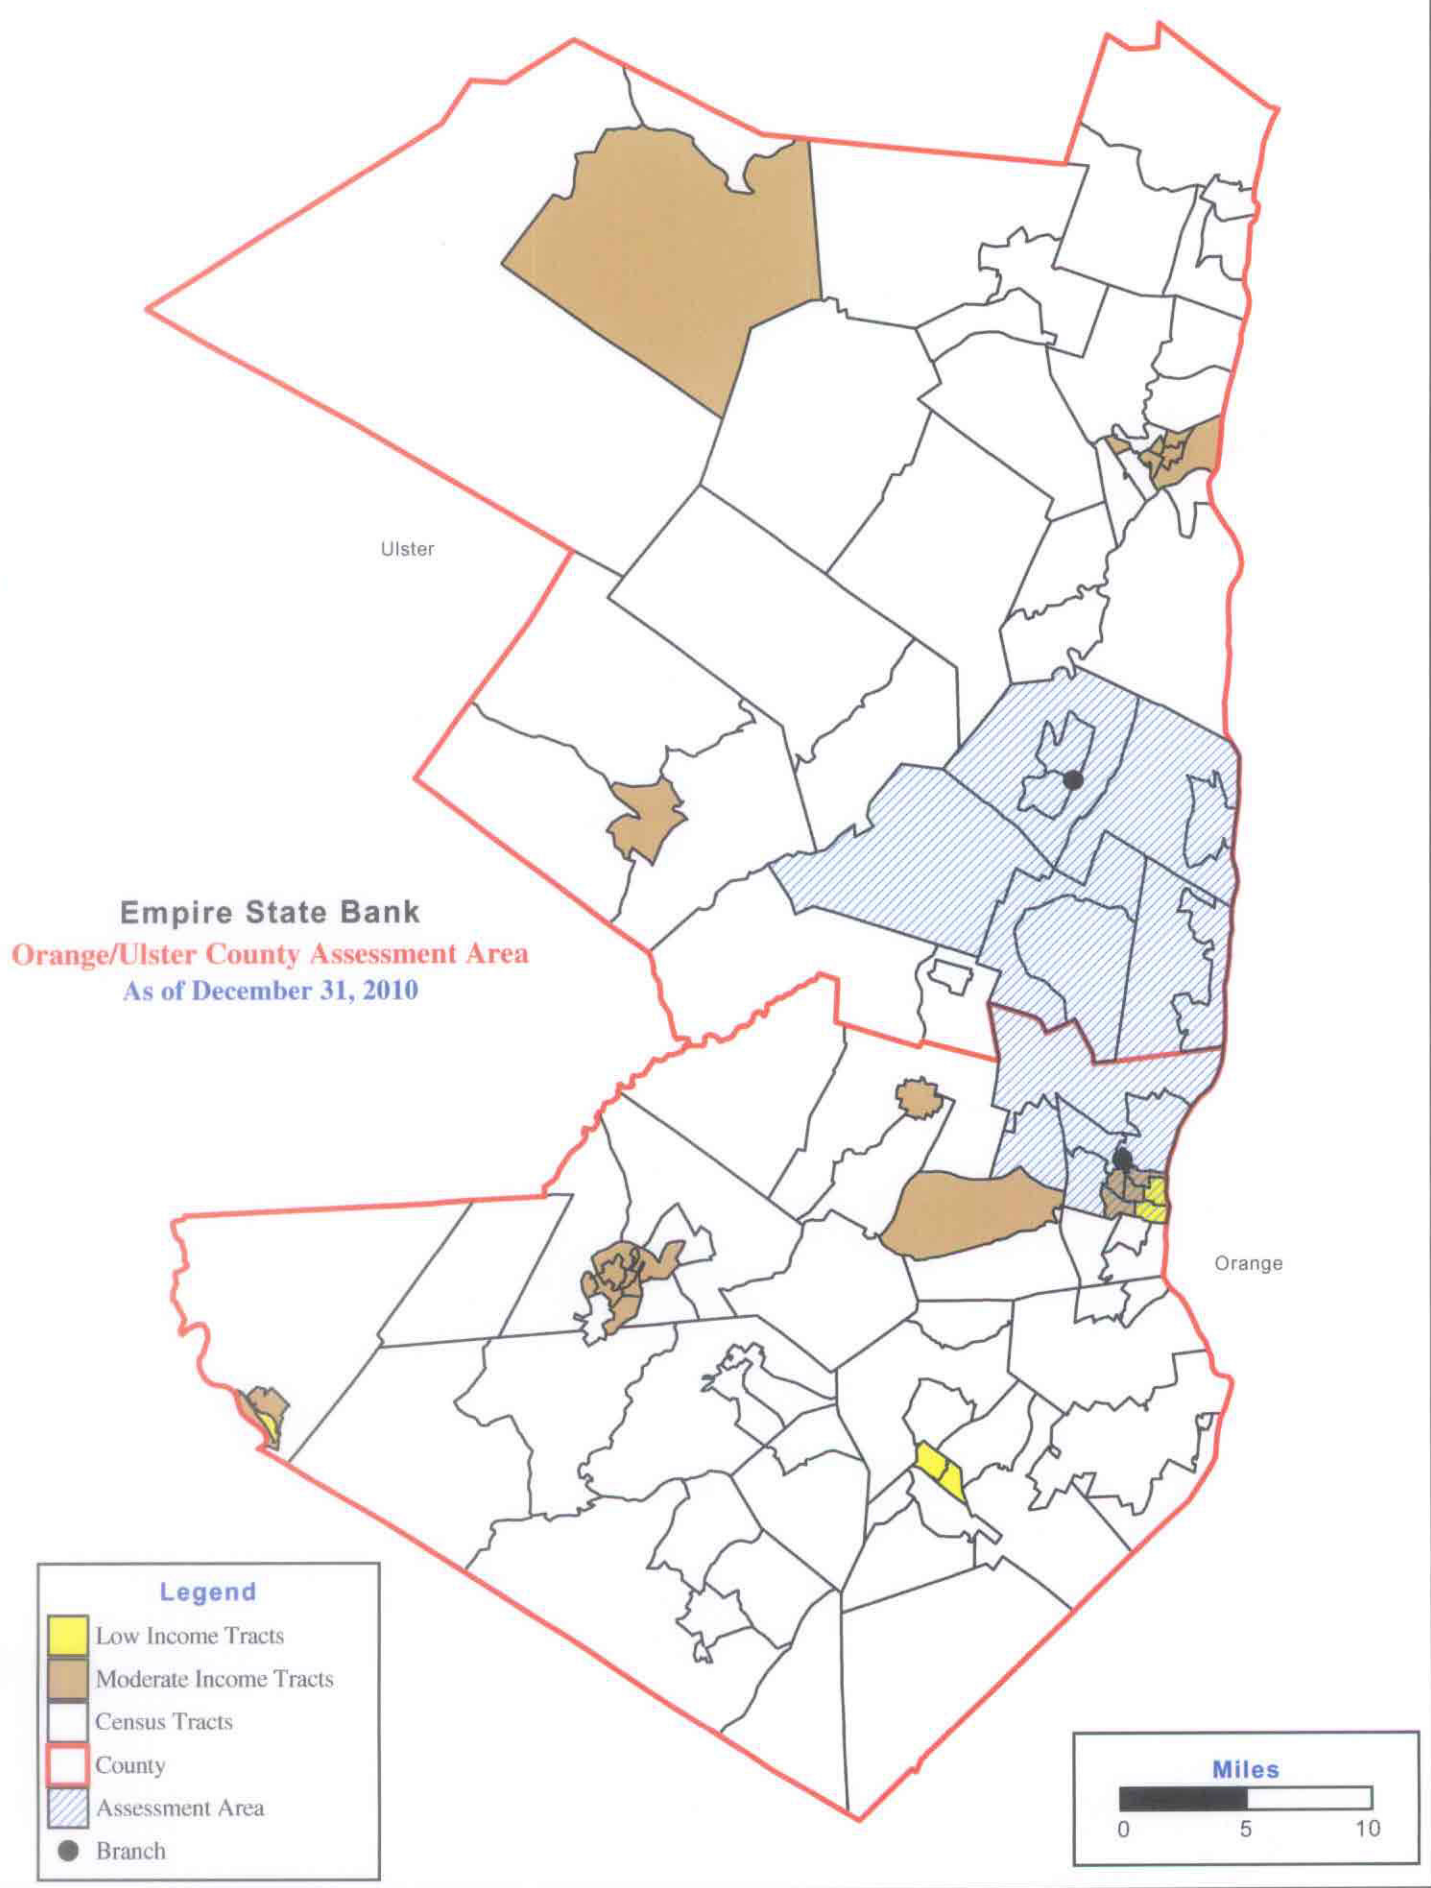 Ulster
Empire State Bank
Orange/Ulster County Assessment Area
As of December 31, 2010
Orange
Legend
Low Income Tracts
Moderate Income Tracts
Census Tracts
County
Assessment Area
Branch
Miles
0 5 10